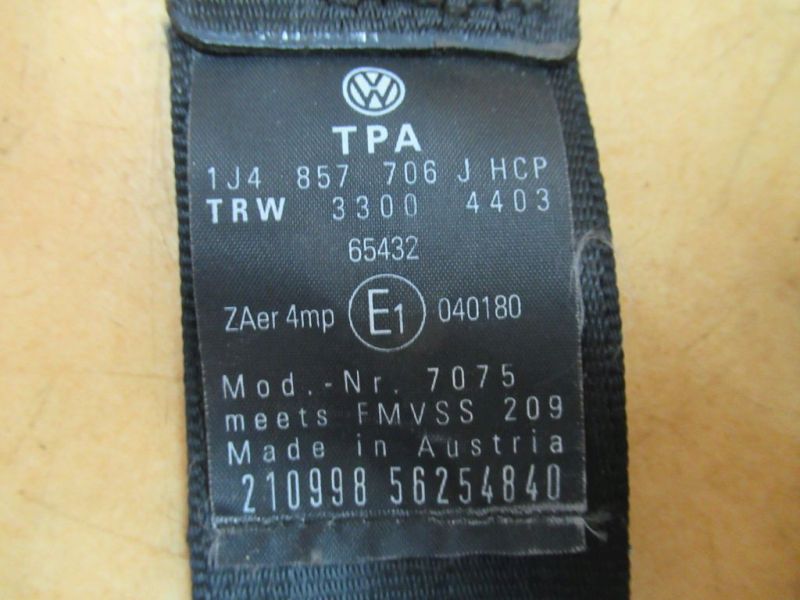 TPA
1J4 857 706 J HCP
TRW 3300 4403
65432
ZAer 4mp E1 040180
Mod.-Nr. 7075
meets FMVSS 209
Made in Austria
210998 56254840